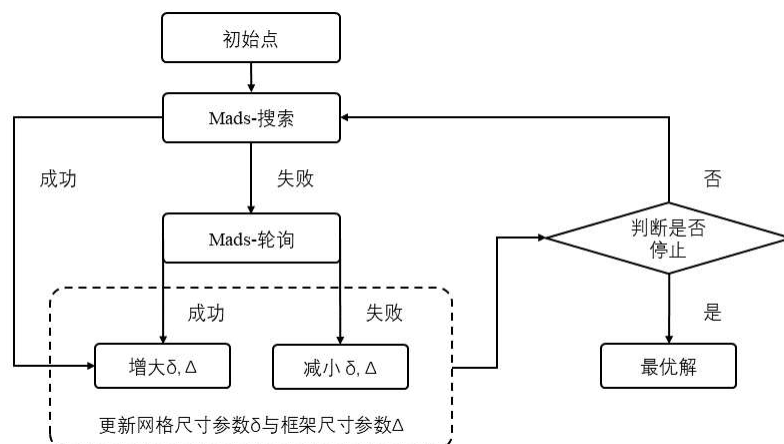 初始点
Mads-搜索
成功
失败
否
Mads-轮询
判断是否
停止
成功
失败
是
增大δ, Δ
减小 δ, Δ
最优解
更新网格尺寸参数δ与框架尺寸参数Δ